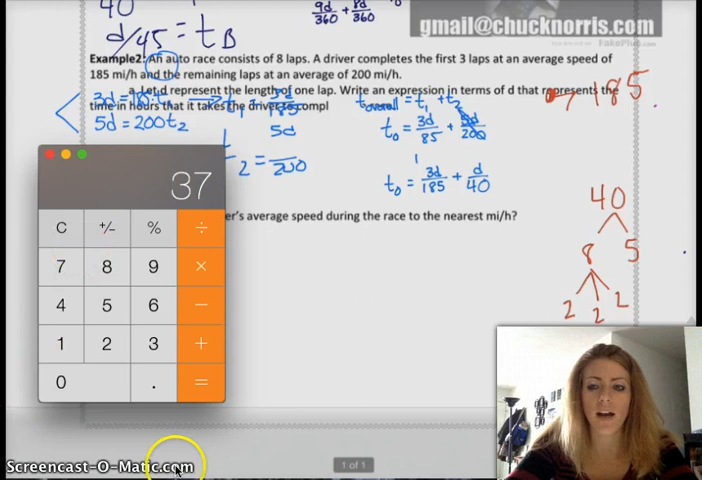 40
9d/360 + 8d/360
d/45 = tB
gmail@chucknorris.com
FakePlus.com
Example2: An auto race consists of 8 laps. A driver completes the first 3 laps at an average speed of
185 mi/h and the remaining laps at an average of 200 mi/h.
a. Let d represent the length of one lap. Write an expression in terms of d that represents the
time in hours that it takes the driver to compl
er's average speed during the race to the nearest mi/h?
5d = 200t2
5d
2 = 200
toverall = t1 + t2
to = 3d/85 + 5d/200
1
to = 3d/185 + d/40
→ 185
40
8 5
2 2 2
37
C +/- % ÷
7 8 9 ×
4 5 6 −
1 2 3 +
0 . =
1 of 1
Screencast-O-Matic.com